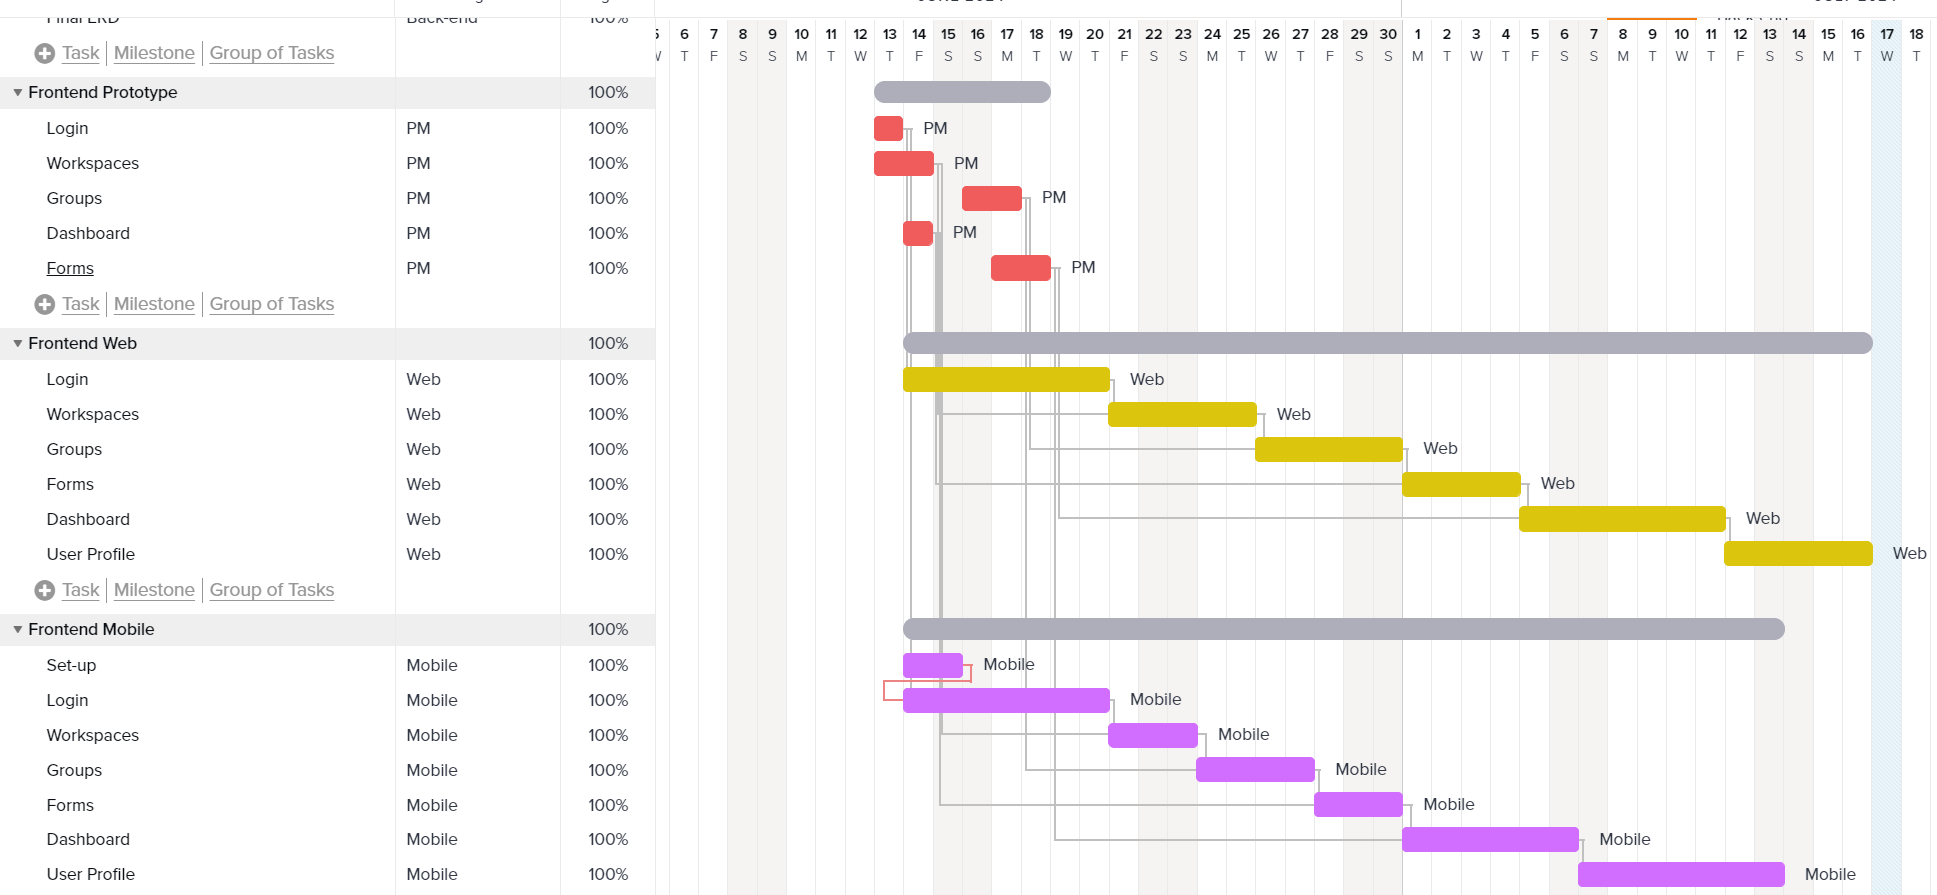 Final ERD Back-end 100%
5 6 7 8 9 10 11 12 13 14 15 16 17 18 19 20 21 22 23 24 25 26 27 28 29 30 1 2 3 4 5 6 7 8 9 10 11 12 13 14 15 16 17 18
W T F S S M T W T F S S M T W T F S S M T W T F S S M T W T F S S M T W T F S S M T W T
Task Milestone Group of Tasks
Frontend Prototype 100%
Login PM 100% PM
Workspaces PM 100% PM
Groups PM 100% PM
Dashboard PM 100% PM
Forms PM 100% PM
Task Milestone Group of Tasks
Frontend Web 100%
Login Web 100% Web
Workspaces Web 100% Web
Groups Web 100% Web
Forms Web 100% Web
Dashboard Web 100% Web
User Profile Web 100% Web
Task Milestone Group of Tasks
Frontend Mobile 100%
Set-up Mobile 100% Mobile
Login Mobile 100% Mobile
Workspaces Mobile 100% Mobile
Groups Mobile 100% Mobile
Forms Mobile 100% Mobile
Dashboard Mobile 100% Mobile
User Profile Mobile 100% Mobile